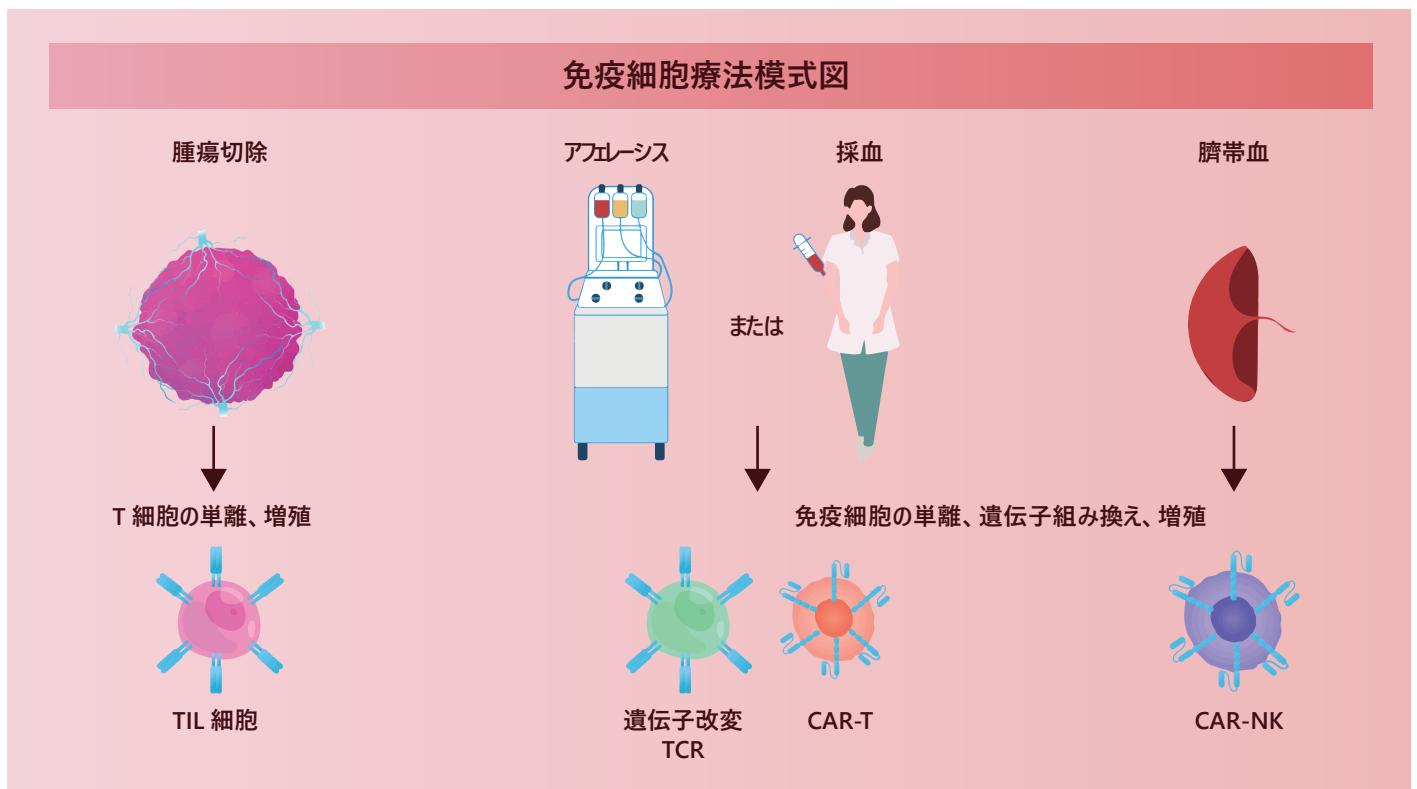 免疫細胞療法模式図
腫瘍切除
アフェレーシス
採血
臍帯血
または
T 細胞の単離、増殖
免疫細胞の単離、遺伝子組み換え、増殖
TIL 細胞
遺伝子改変
TCR
CAR-T
CAR-NK